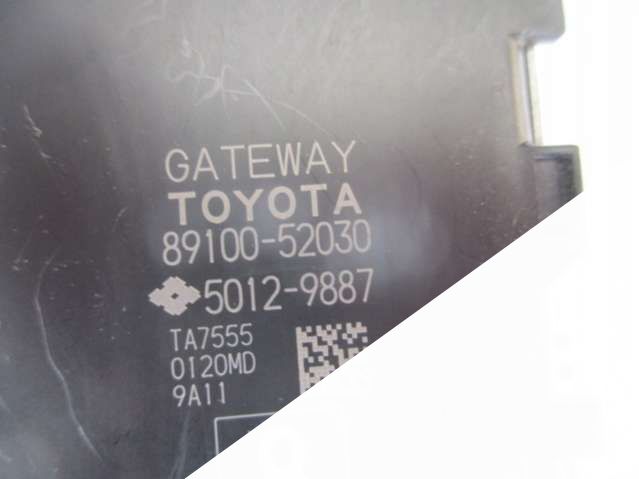 GATEWAY
TOYOTA
89100-52030
5012-9887
TA7555
0120MD
9A11